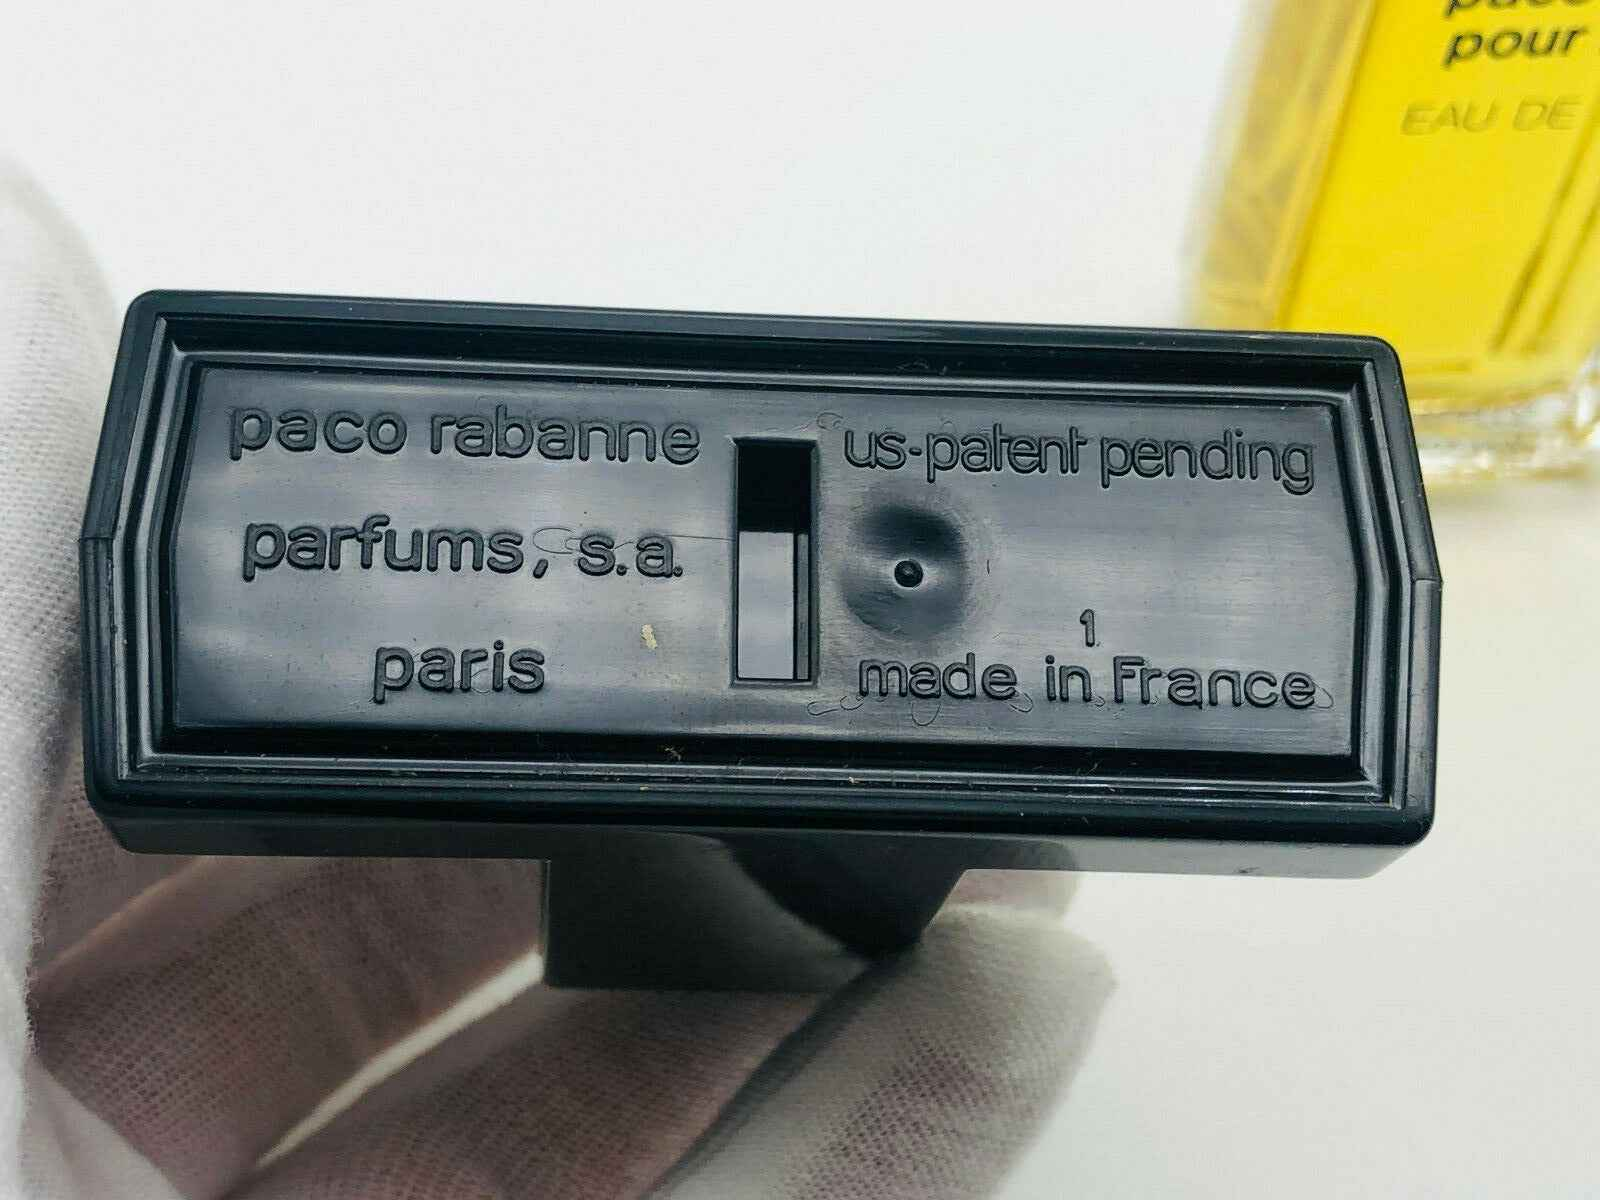 paco rabanne
parfums, s.a.
paris
us-patent pending
1
made in France
pour
EAU DE